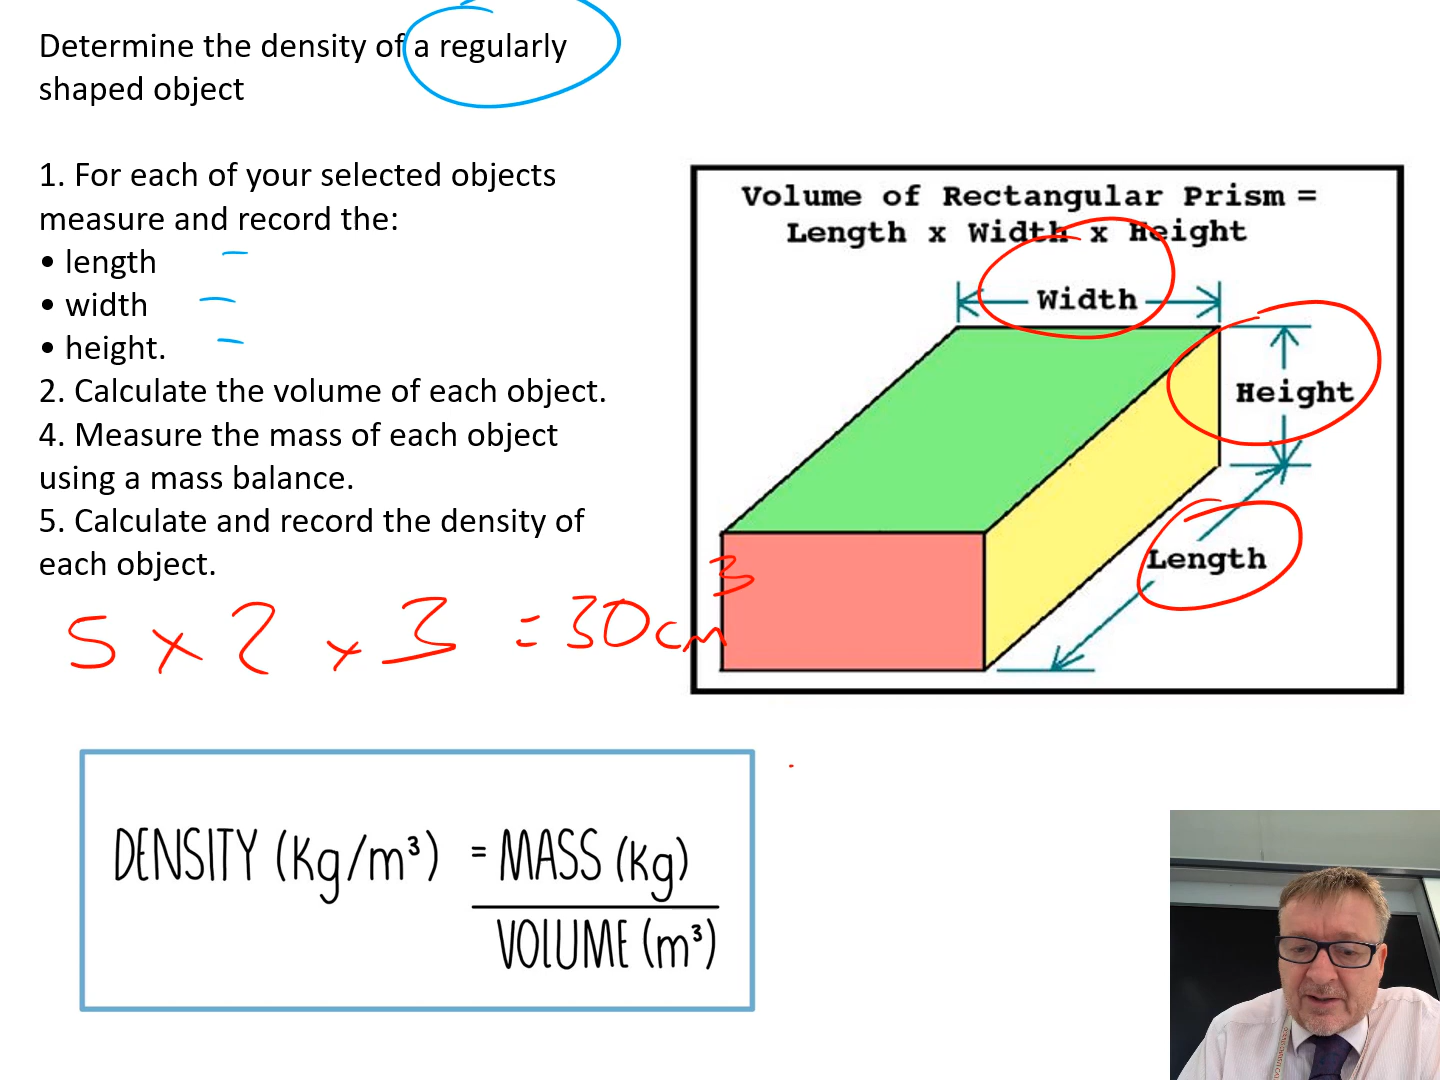 Determine the density of a regularly
shaped object
1. For each of your selected objects
measure and record the:
• length
• width
• height.
2. Calculate the volume of each object.
4. Measure the mass of each object
using a mass balance.
5. Calculate and record the density of
each object.
5 x 2 x 3 = 30cm³
Volume of Rectangular Prism =
Length x Width x Height
Width
Height
Length
DENSITY (Kg/m³) = MASS (Kg)
VOLUME (m³)